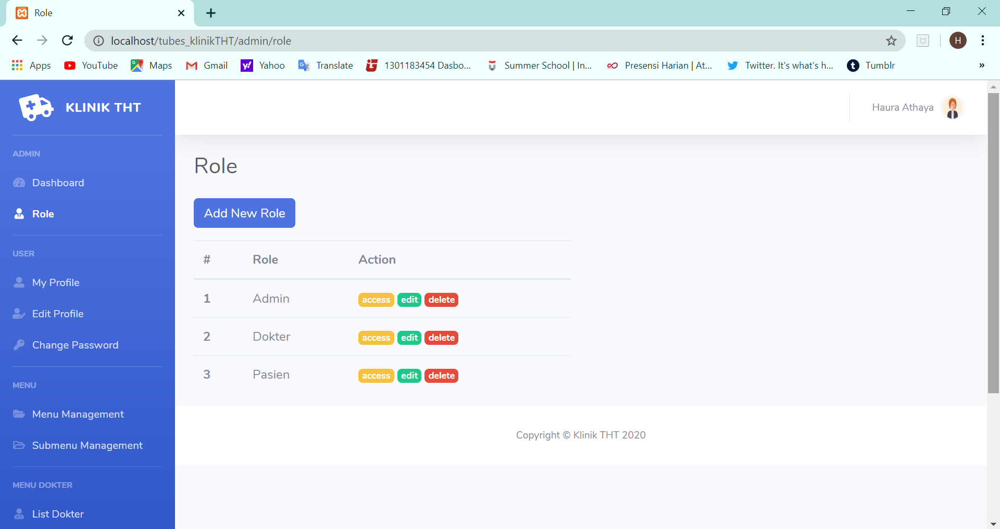 Role
localhost/tubes_klinikTHT/admin/role
H
Apps YouTube Maps Gmail Yahoo Translate 1301183454 Dasbo... Summer School | In... Presensi Harian | At... Twitter. It's what's h... Tumblr »
KLINIK THT
Haura Athaya
ADMIN
Dashboard
Role
USER
My Profile
Edit Profile
Change Password
MENU
Menu Management
Submenu Management
MENU DOKTER
List Dokter
Role
Add New Role
# Role Action
1 Admin access edit delete
2 Dokter access edit delete
3 Pasien access edit delete
Copyright © Klinik THT 2020